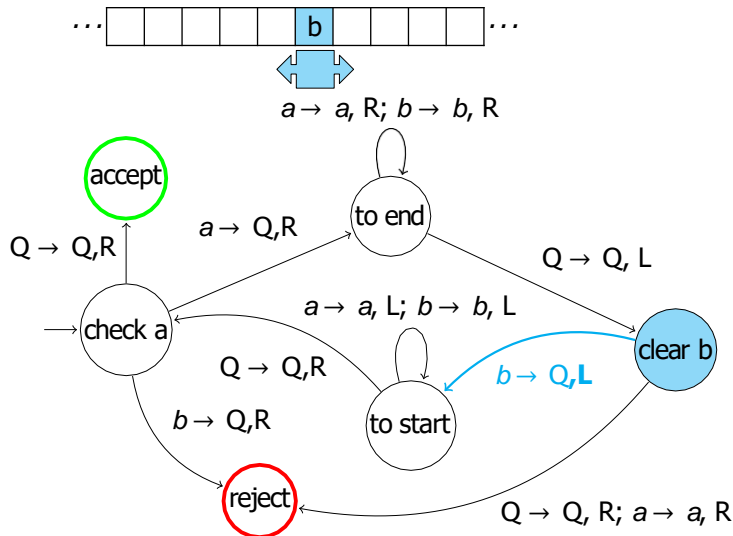 ··· b ···
a → a, R; b → b, R
accept
to end
Q → Q,R
a → Q,R
Q → Q, L
a → a, L; b → b, L
check a
clear b
Q → Q,R
b → Q,L
b → Q,R
to start
reject
Q → Q, R; a → a, R